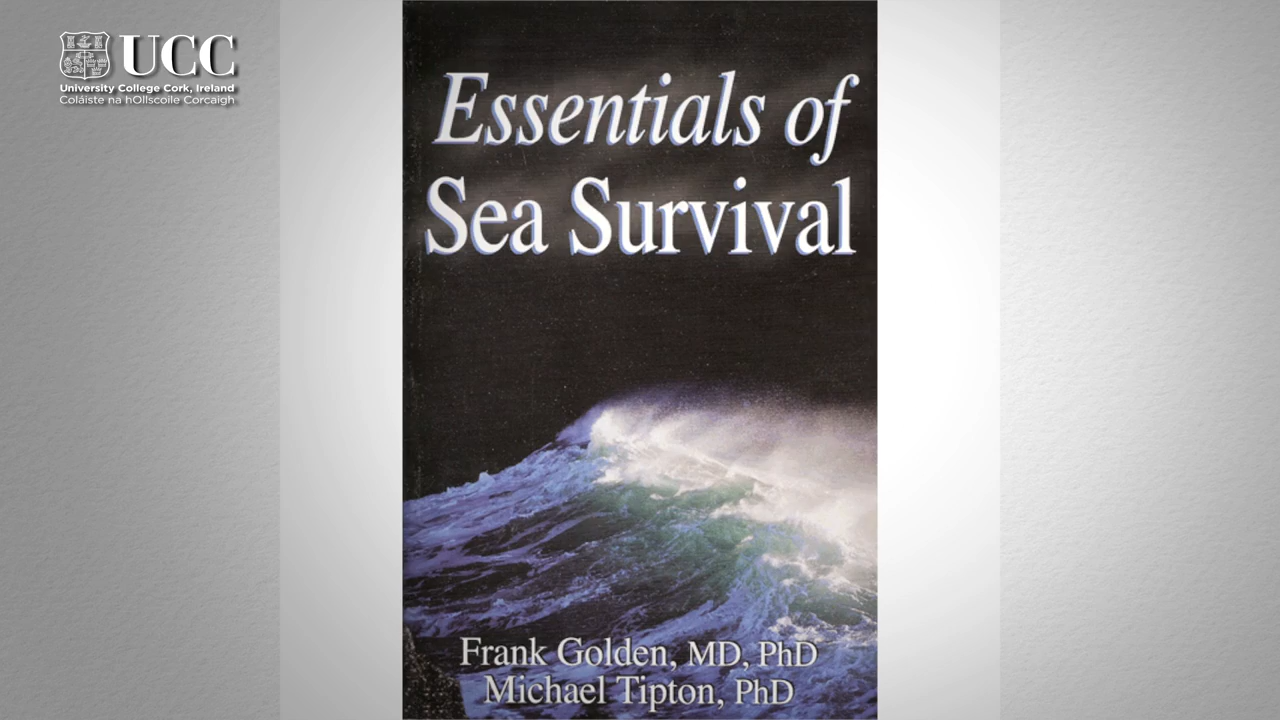 UCC
University College Cork, Ireland
Coláiste na hOllscoile Corcaigh
Essentials of
Sea Survival
Frank Golden, MD, PhD
Michael Tipton, PhD